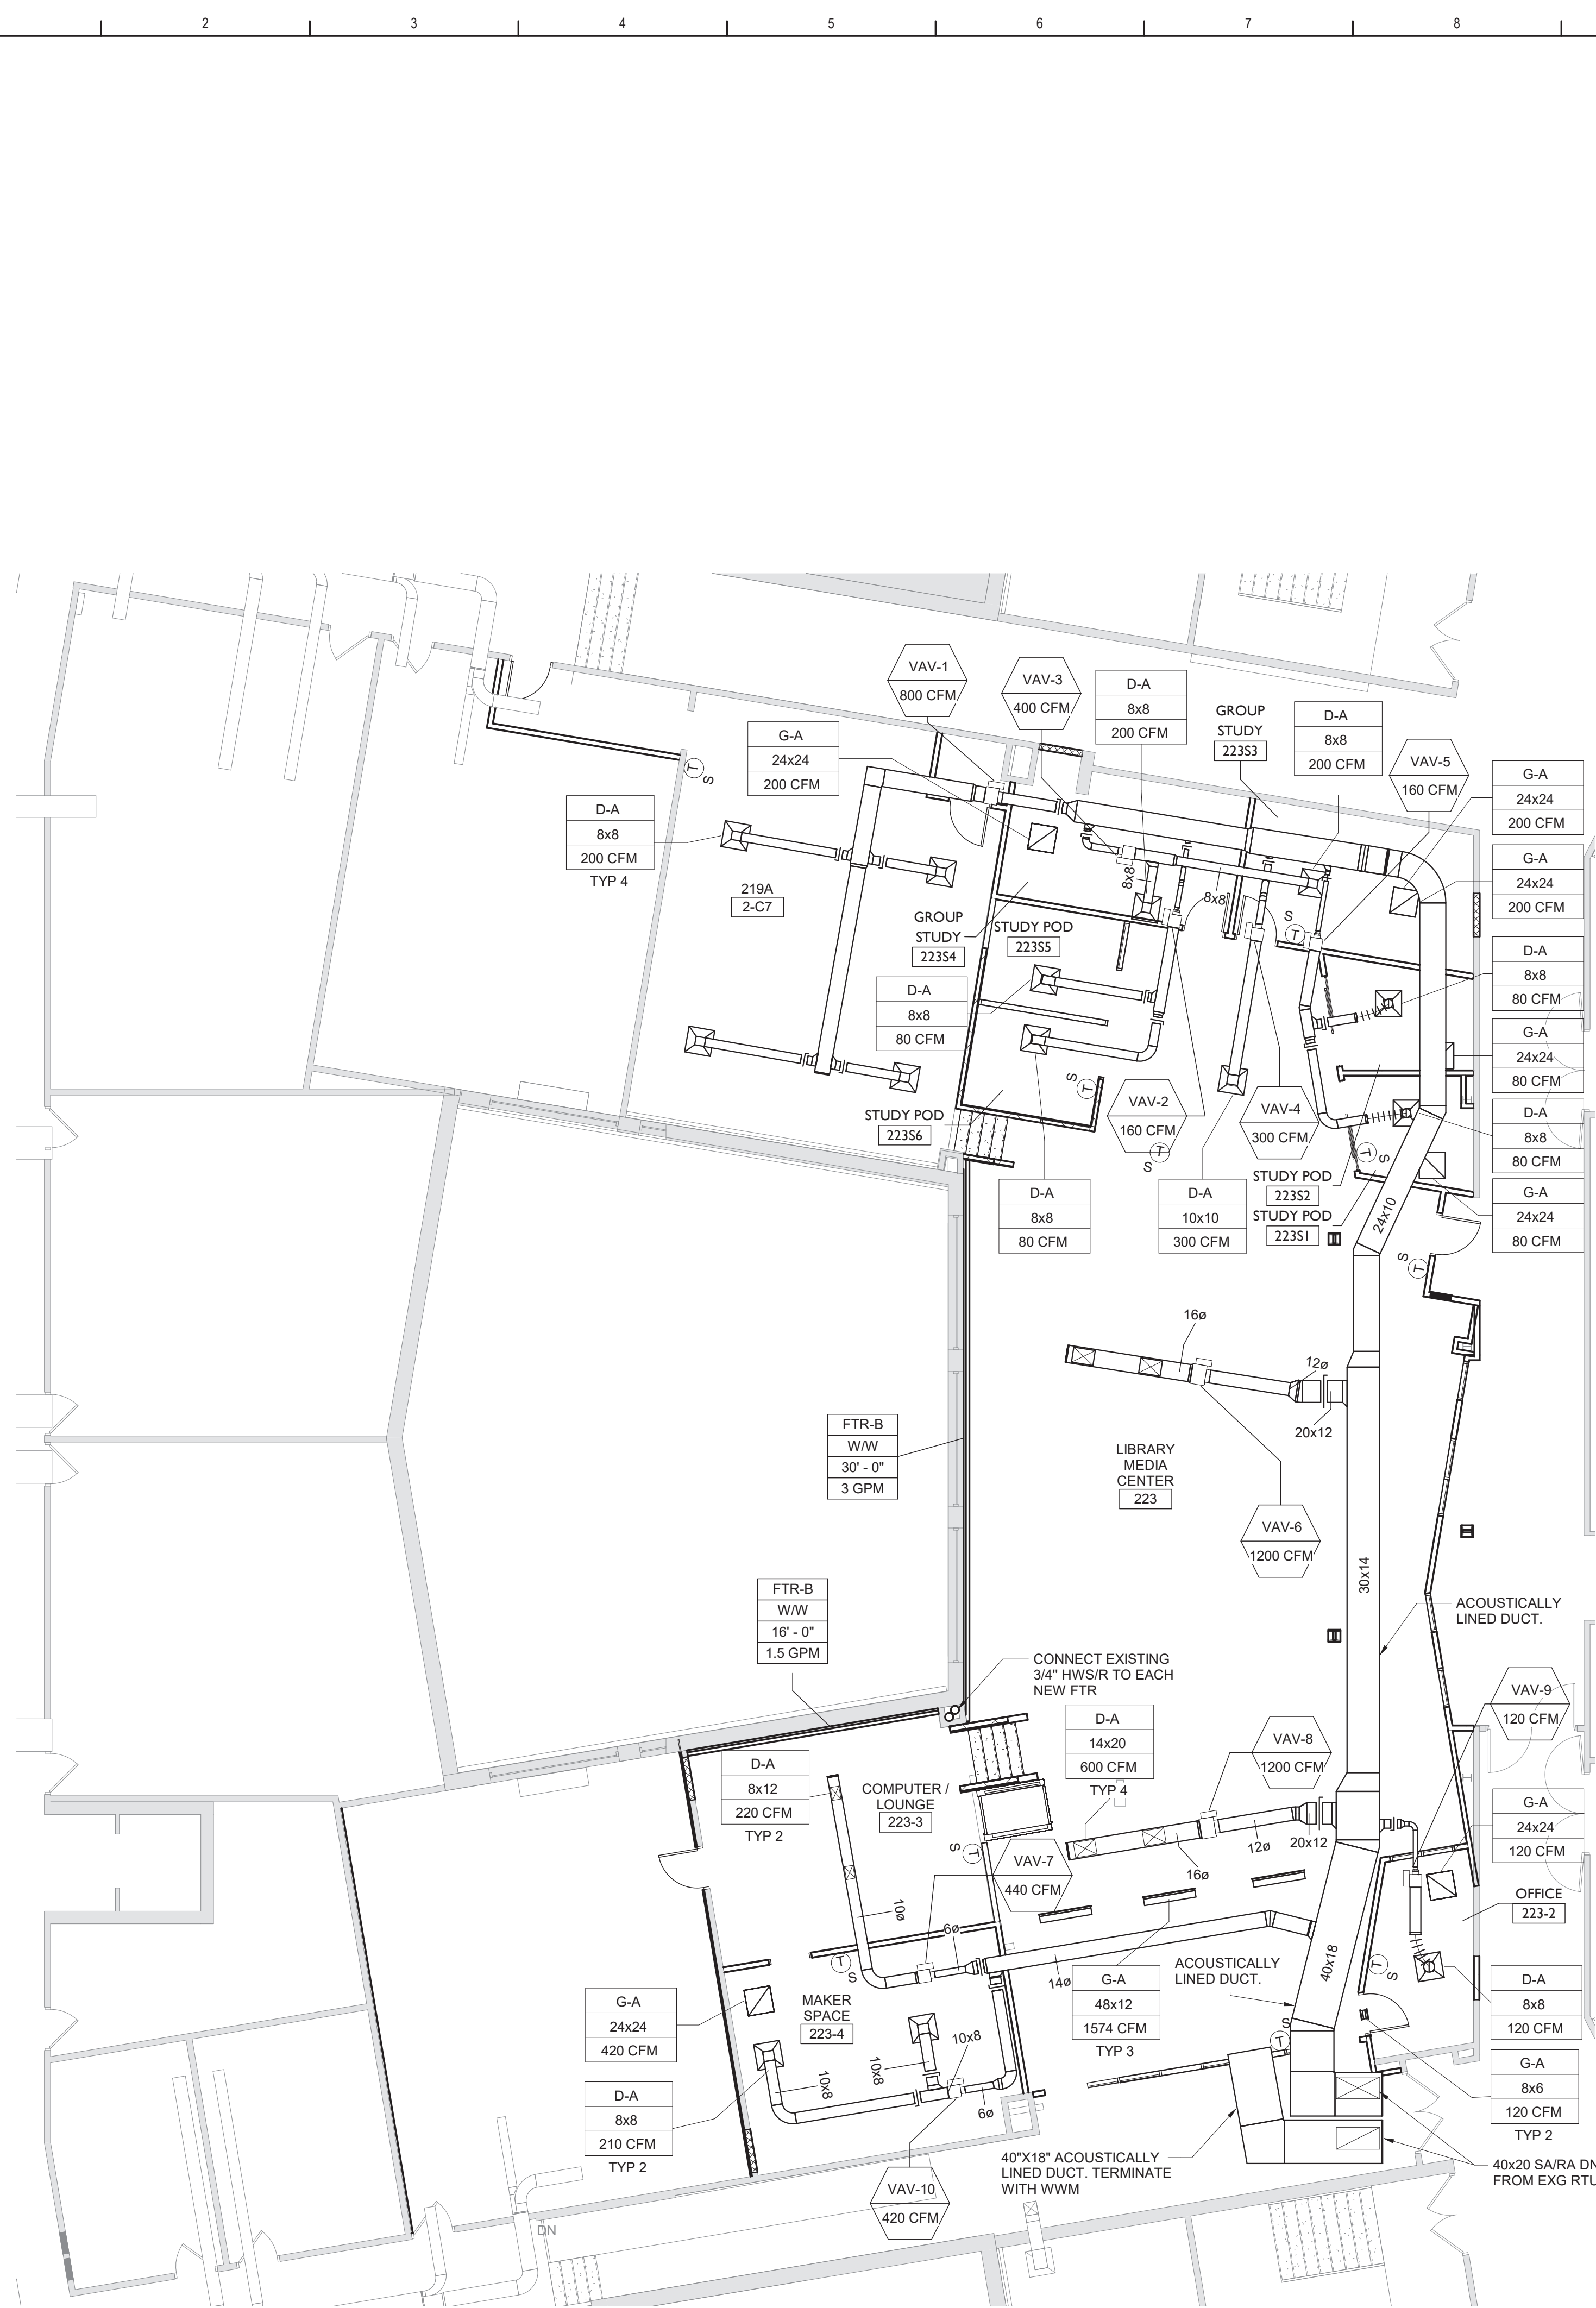 2
3
4
5
6
7
8
VAV-1
800 CFM
VAV-3
400 CFM
D-A
8x8
200 CFM
GROUP
STUDY
223S3
D-A
8x8
200 CFM
VAV-5
160 CFM
G-A
24x24
200 CFM
G-A
24x24
200 CFM
D-A
8x8
200 CFM
TYP 4
T
S
G-A
24x24
200 CFM
219A
2-C7
8x8
8x8
GROUP
STUDY
223S4
STUDY POD
223S5
S
T
D-A
8x8
80 CFM
D-A
8x8
80 CFM
G-A
24x24
80 CFM
S
T
VAV-2
160 CFM
T
S
VAV-4
300 CFM
STUDY POD
223S6
D-A
8x8
80 CFM
T
S
D-A
8x8
80 CFM
D-A
10x10
300 CFM
STUDY POD
223S2
STUDY POD
223S1
24x10
G-A
24x24
80 CFM
S
T
16ø
12ø
20x12
FTR-B
W/W
30' - 0"
3 GPM
LIBRARY
MEDIA
CENTER
223
VAV-6
1200 CFM
30x14
ACOUSTICALLY
LINED DUCT.
FTR-B
W/W
16' - 0"
1.5 GPM
CONNECT EXISTING
3/4" HWS/R TO EACH
NEW FTR
VAV-9
120 CFM
D-A
14x20
600 CFM
TYP 4
VAV-8
1200 CFM
D-A
8x12
220 CFM
TYP 2
COMPUTER /
LOUNGE
223-3
S
T
VAV-7
440 CFM
16ø
12ø
20x12
G-A
24x24
120 CFM
OFFICE
223-2
10ø
6ø
14ø
T
S
G-A
48x12
1574 CFM
TYP 3
ACOUSTICALLY
LINED DUCT.
40x18
T
S
D-A
8x8
120 CFM
G-A
24x24
420 CFM
MAKER
SPACE
223-4
10x8
10x8
10x8
6ø
S
T
G-A
8x6
120 CFM
TYP 2
D-A
8x8
210 CFM
TYP 2
VAV-10
420 CFM
40"X18" ACOUSTICALLY
LINED DUCT. TERMINATE
WITH WWM
40x20 SA/RA DN
FROM EXG RTU
DN